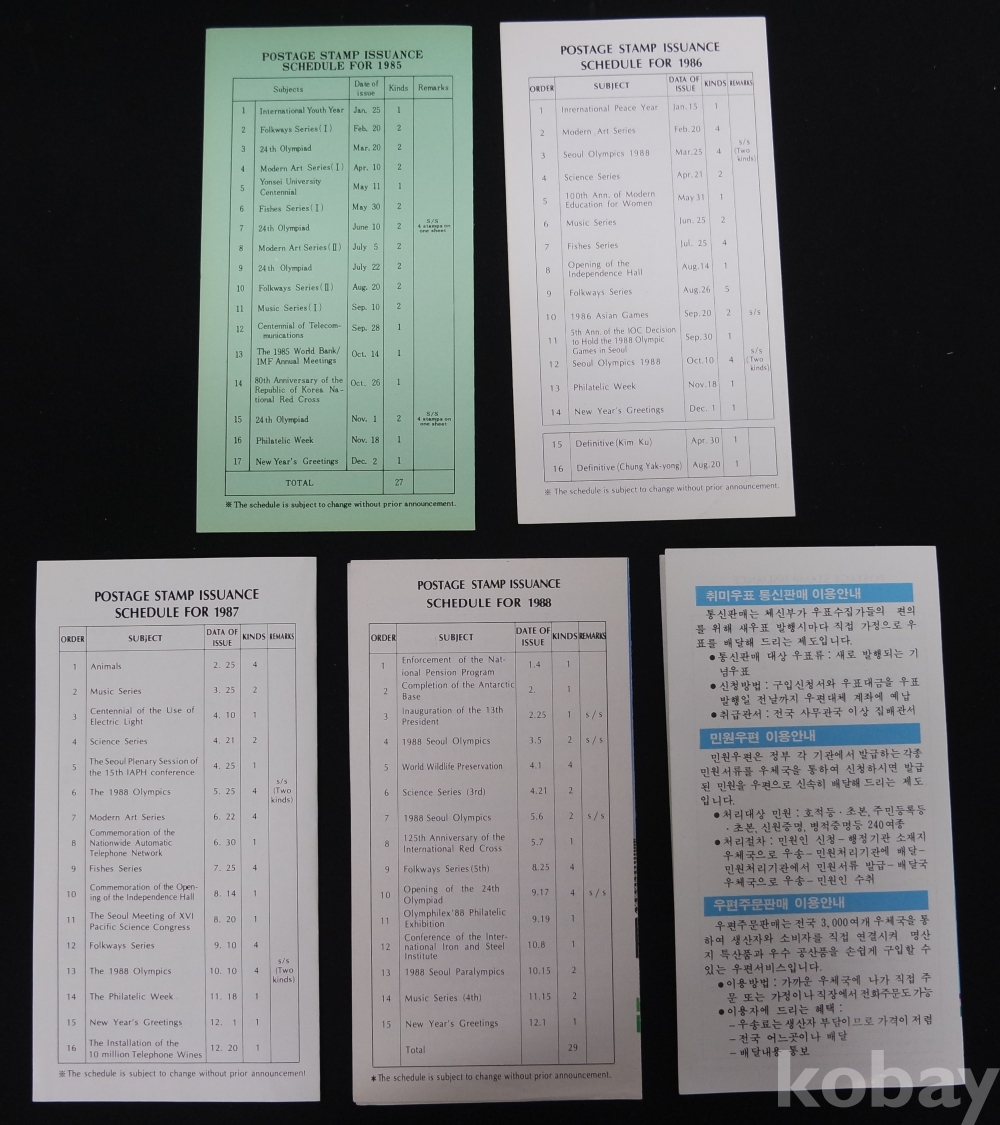 POSTAGE STAMP ISSUANCE
SCHEDULE FOR 1985
Subjects Date of issue Kinds Remarks
1 International Youth Year Jan. 25 1
2 Folkways Series(Ⅰ) Feb. 20 2
3 24th Olympiad Mar. 20 2
4 Modern Art Series(Ⅰ) Apr. 10 2
5 Yonsei University Centennial May 11 1
6 Fishes Series(Ⅰ) May 30 2
7 24th Olympiad June 10 2 S/S 4 stamps on one sheet
8 Modern Art Series(Ⅱ) July 5 2
9 24th Olympiad July 22 2
10 Folkways Series(Ⅱ) Aug. 20 2
11 Music Series(Ⅰ) Sep. 10 2
12 Centennial of Telecom-
munications Sep. 28 1
13 The 1985 World Bank/
IMF Annual Meetings Oct. 14 1
14 80th Anniversary of the
Republic of Korea Na-
tional Red Cross Oct. 26 1
15 24th Olympiad Nov. 1 2 S/S 4 stamps on one sheet
16 Philatelic Week Nov. 18 1
17 New Year's Greetings Dec. 2 1
TOTAL 27
※ The schedule is subject to change without prior announcement.
POSTAGE STAMP ISSUANCE
SCHEDULE FOR 1986
ORDER SUBJECT DATA OF ISSUE KINDS REMARKS
1 Inrernational Peace Year Jan.15 1
2 Modern Art Series Feb.20 4
3 Seoul Olympics 1988 Mar.25 4 s/s (Two kinds)
4 Science Series Apr.21 2
5 100th Ann. of Modern
Education for Women May 31 1
6 Music Series Jun. 25 2
7 Fishes Series Jul. 25 4
8 Opening of the
Independence Hall Aug.14 1
9 Folkways Series Aug.26 5
10 1986 Asian Games Sep.20 2 s/s
11 5th Ann. of the IOC Decision
to Hold the 1988 Olympic
Games in Seoul Sep.30 1
12 Seoul Olympics 1988 Oct.10 4 s/s (Two kinds)
13 Philatelic Week Nov.18 1
14 New Year's Greetings Dec. 1 1
15 Definitive(Kim Ku) Apr. 30 1
16 Definitive(Chung Yak-yong) Aug.20 1
※ The schedule is subject to change without prior announcement.
POSTAGE STAMP ISSUANCE
SCHEDULE FOR 1987
ORDER SUBJECT DATA OF ISSUE KINDS REMARKS
1 Animals 2. 25 4
2 Music Series 3. 25 2
3 Centennial of the Use of
Electric Light 4. 10 1
4 Science Series 4. 21 2
5 The Seoul Plenary Session of
the 15th IAPH conference 4. 25 1
6 The 1988 Olympics 5. 25 4 s/s (Two kinds)
7 Modern Art Series 6. 22 4
8 Commemoration of the
Nationwide Automatic
Telephone Network 6. 30 1
9 Fishes Series 7. 25 4
10 Commemoration of the Open-
ing of the Independence Hall 8. 14 1
11 The Seoul Meeting of XVI
Pacific Science Congress 8. 20 1
12 Folkways Series 9. 10 4
13 The 1988 Olympics 10. 10 4 s/s (Two kinds)
14 The Philatelic Week 11. 18 1
15 New Year's Greetings 12. 1 1
16 The Installation of the
10 million Telephone Wines 12. 20 1
※The schedule is subject to change without prior announcement
POSTAGE STAMP ISSUANCE
SCHEDULE FOR 1988
ORDER SUBJECT DATE OF ISSUE KINDS REMARKS
1 Enforcement of the Nat-
ional Pension Program 1.4 1
2 Completion of the Antarctic
Base 2. 1
3 Inauguration of the 13th
President 2.25 1 s/s
4 1988 Seoul Olympics 3.5 2 s/s
5 World Wildlife Preservation 4.1 4
6 Science Series (3rd) 4.21 2
7 1988 Seoul Olympics 5.6 2 s/s
8 125th Anniversary of the
International Red Cross 5.7 1
9 Folkways Series(5th) 8.25 4
10 Opening of the 24th
Olympiad 9.17 4 s/s
11 Olymphilex'88 Philatelic
Exhibition 9.19 1
12 Conference of the Inter-
national Iron and Steel
Institute 10.8 1
13 1988 Seoul Paralympics 10.15 2
14 Music Series (4th) 11.15 2
15 New Year's Greetings 12.1 1
Total 29
＊The schedule is subject to change without prior announcement.
취미우표 통신판매 이용안내
통신판매는 체신부가 우표수집가들의 편의
를 위해 새우표 발행시마다 직접 가정으로 우
표를 배달해 드리는 제도입니다.
●통신판매 대상 우표류 : 새로 발행되는 기
념우표
●신청방법 : 구입신청서와 우표대금을 우표
발행일 전날까지 우편대체 계좌에 예납
●취급관서 : 전국 사무관국 이상 집배관서
민원우편 이용안내
민원우편은 정부 각 기관에서 발급하는 각종
민원서류를 우체국을 통하여 신청하시면 발급
된 민원을 우편으로 신속히 배달해 드리는 제도
입니다.
●처리대상 민원 : 호적등·초본, 주민등록등
·초본, 신원증명, 병적증명등 240여종
●처리절차 : 민원인 신청－행정기관 소재지
우체국으로 우송－민원처리기관에 배달－
민원처리기관에서 민원서류 발급－배달국
우체국으로 우송－민원인 수취
우편주문판매 이용안내
우편주문판매는 전국 3,000여개 우체국을 통
하여 생산자와 소비자를 직접 연결시켜 명산
지 특산품과 우수 공산품을 손쉽게 구입할 수
있는 우편서비스입니다.
●이용방법 : 가까운 우체국에 나가 직접 주
문 또는 가정이나 직장에서 전화주문도 가능
●이용자에 드리는 혜택 :
－우송료는 생산자 부담이므로 가격이 저렴
－전국 어느곳이나 배달
－배달내용 통보
kobay